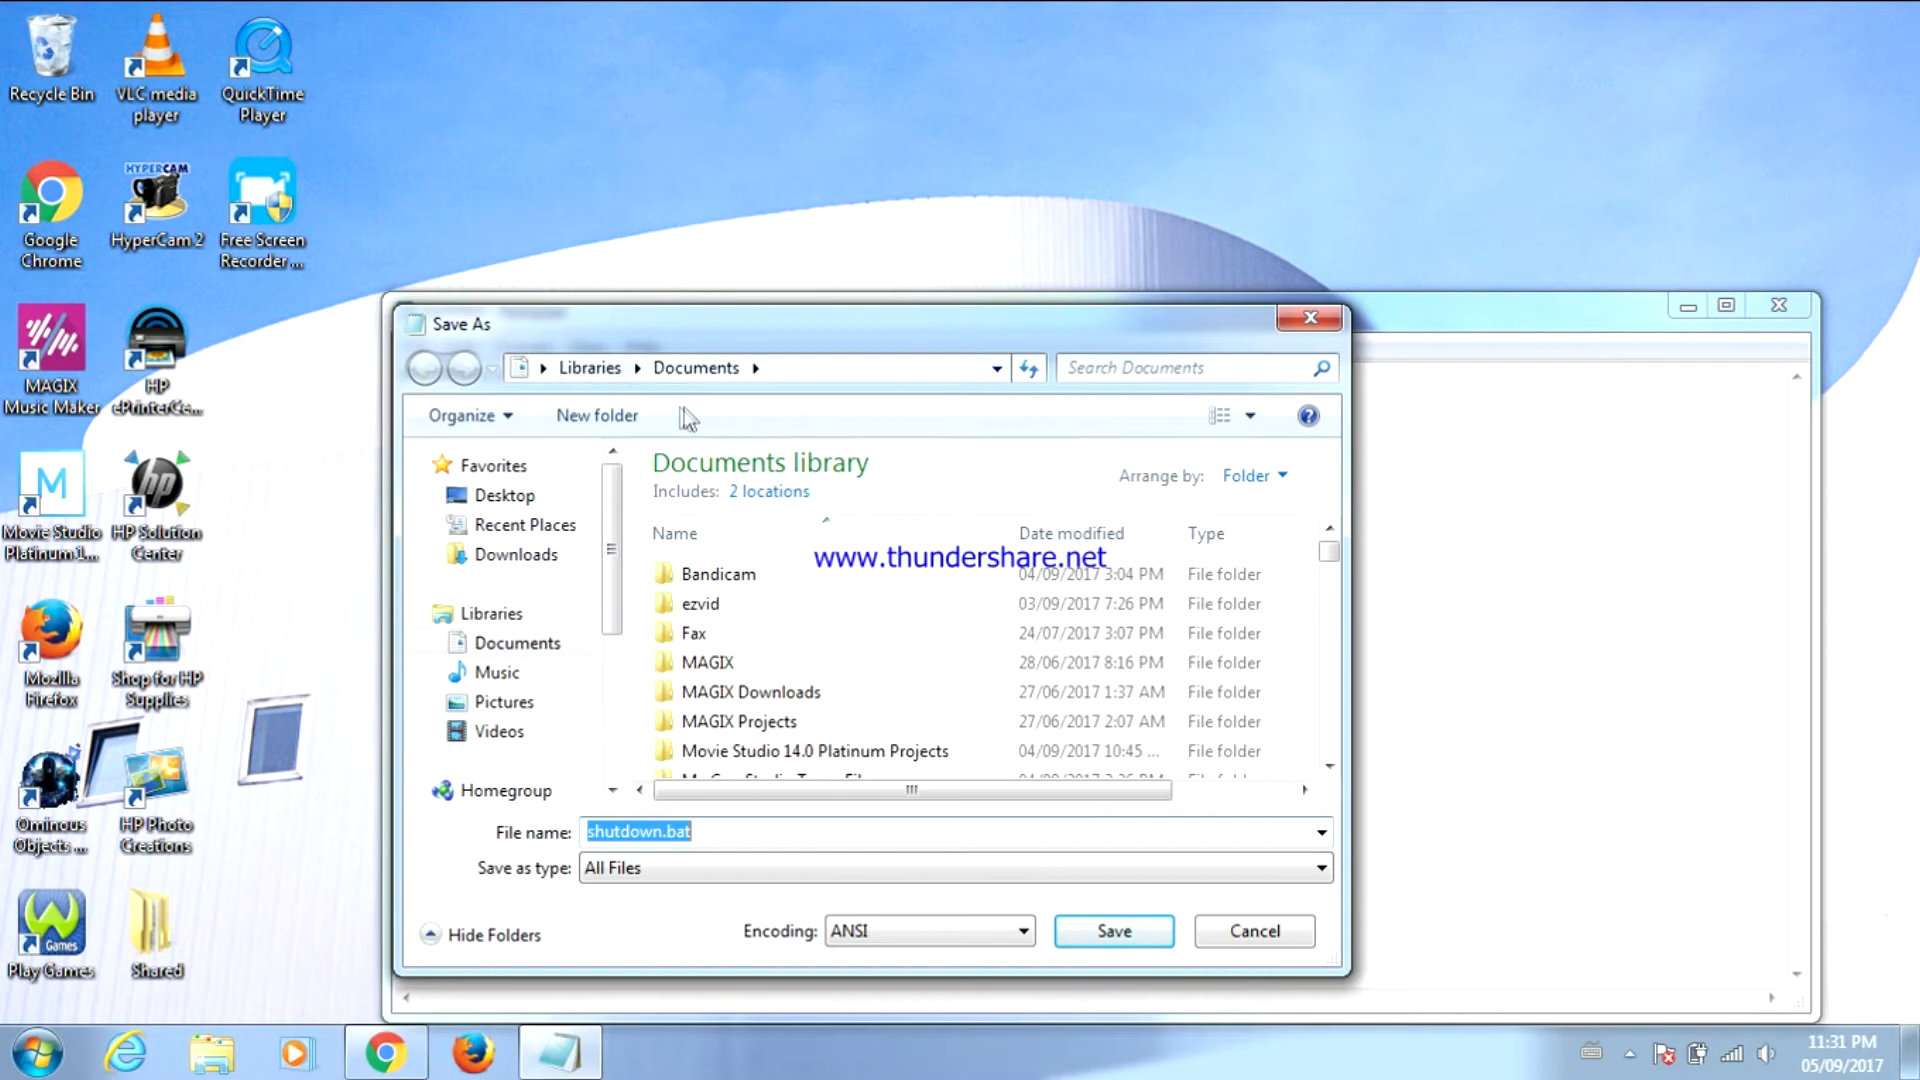 Recycle Bin
VLC media player
QuickTime Player
Google Chrome
HYPERCAM
HyperCam 2
Free Screen Recorder ...
MAGIX Music Maker
HP ePrinterCe...
M
Movie Studio Platinum 1...
hp
HP Solution Center
Mozilla Firefox
Shop for HP Supplies
Ominous Objects ...
HP Photo Creations
Games
Play Games
Shared
Save As
Libraries
Documents
Search Documents
Organize
New folder
Favorites
Desktop
Recent Places
Downloads
Libraries
Documents
Music
Pictures
Videos
Homegroup
Documents library
Includes: 2 locations
Arrange by: Folder
Name Date modified Type
www.thundershare.net
Bandicam 04/09/2017 3:04 PM File folder
ezvid 03/09/2017 7:26 PM File folder
Fax 24/07/2017 3:07 PM File folder
MAGIX 28/06/2017 8:16 PM File folder
MAGIX Downloads 27/06/2017 1:37 AM File folder
MAGIX Projects 27/06/2017 2:07 AM File folder
Movie Studio 14.0 Platinum Projects 04/09/2017 10:45 ... File folder
File name: shutdown.bat
Save as type: All Files
Hide Folders
Encoding: ANSI
Save
Cancel
11:31 PM
05/09/2017